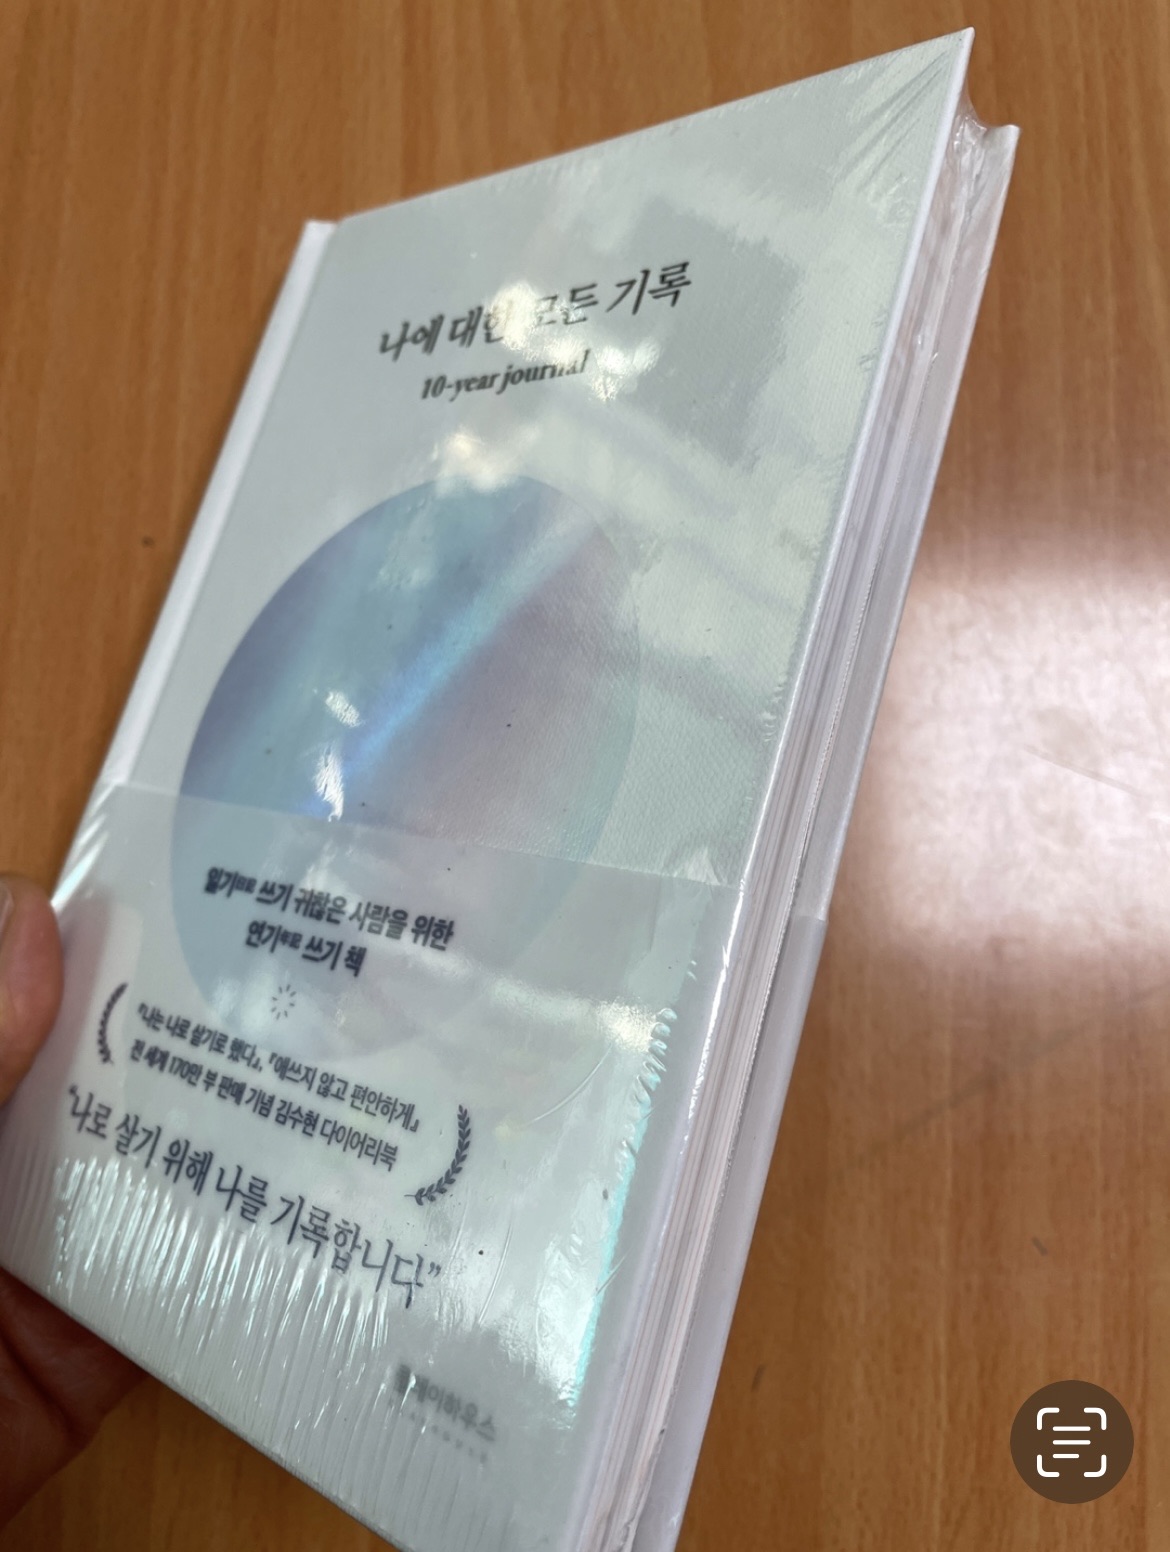 나에 대한 모든 기록
10-year journal
일기日記 쓰기 귀찮은 사람을 위한
연기年記 쓰기 책
『나는 나로 살기로 했다』, 『애쓰지 않고 편안하게』
전 세계 170만 부 판매 기념 김수현 다이어리북
“나로 살기 위해 나를 기록합니다”